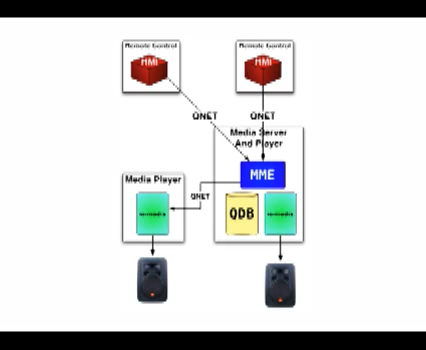 Remote Control
Remote Control
HMI
HMI
QNET
QNET
Media Server
And Player
MME
Media Player
QNET
QDB